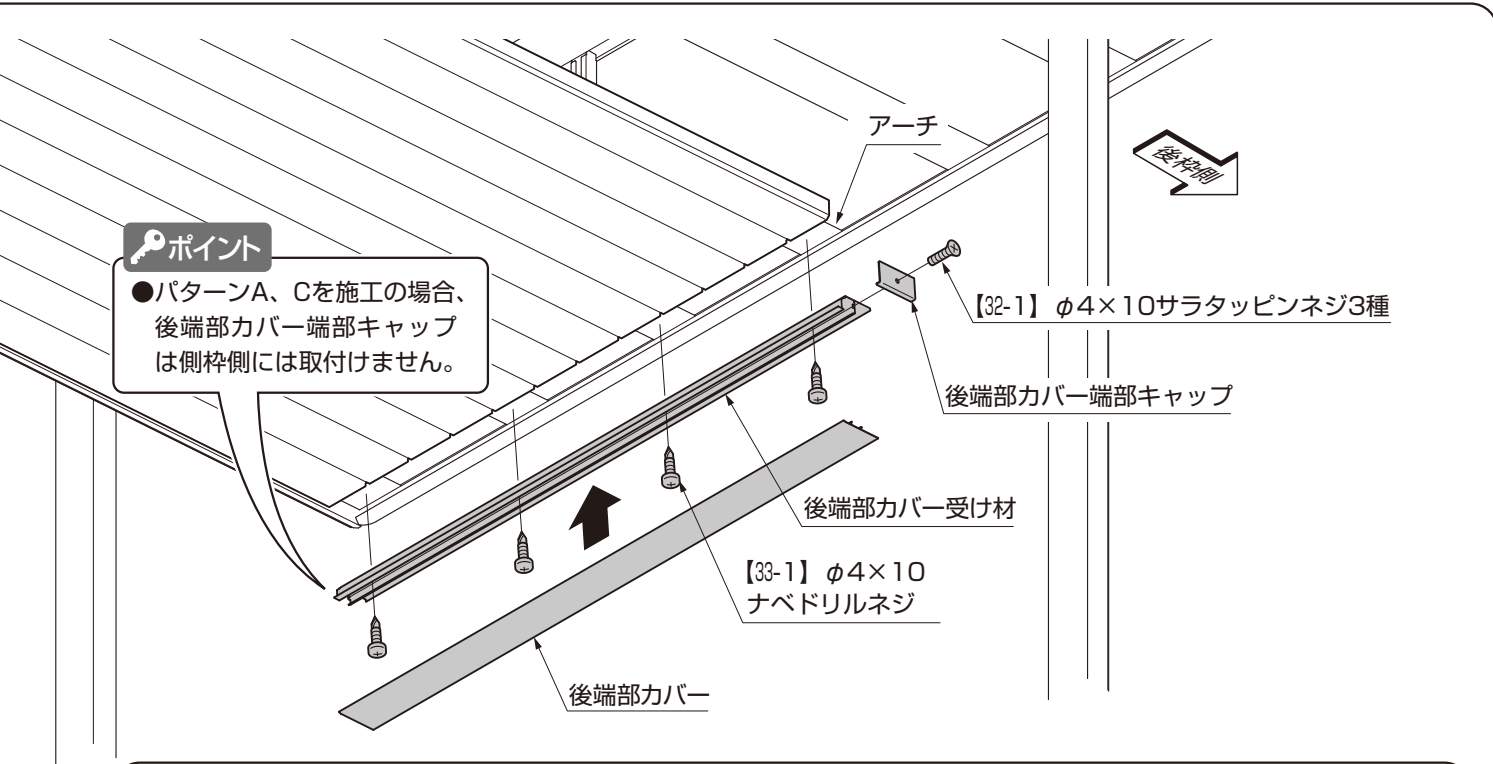 アーチ
後枠側
ポイント
●パターンA、Cを施工の場合、
後端部カバー端部キャップ
は側枠側には取付けません。
【32-1】φ4×10サラタッピンネジ3種
後端部カバー端部キャップ
後端部カバー受け材
【33-1】φ4×10
ナベドリルネジ
後端部カバー